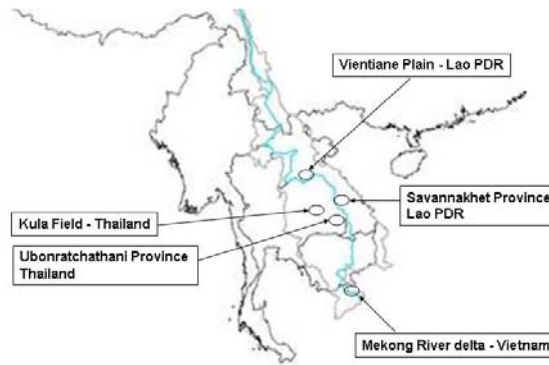 Vientiane Plain - Lao PDR
Savannakhet Province
Lao PDR
Kula Field - Thailand
Ubonratchathani Province
Thailand
Mekong River delta - Vietnam